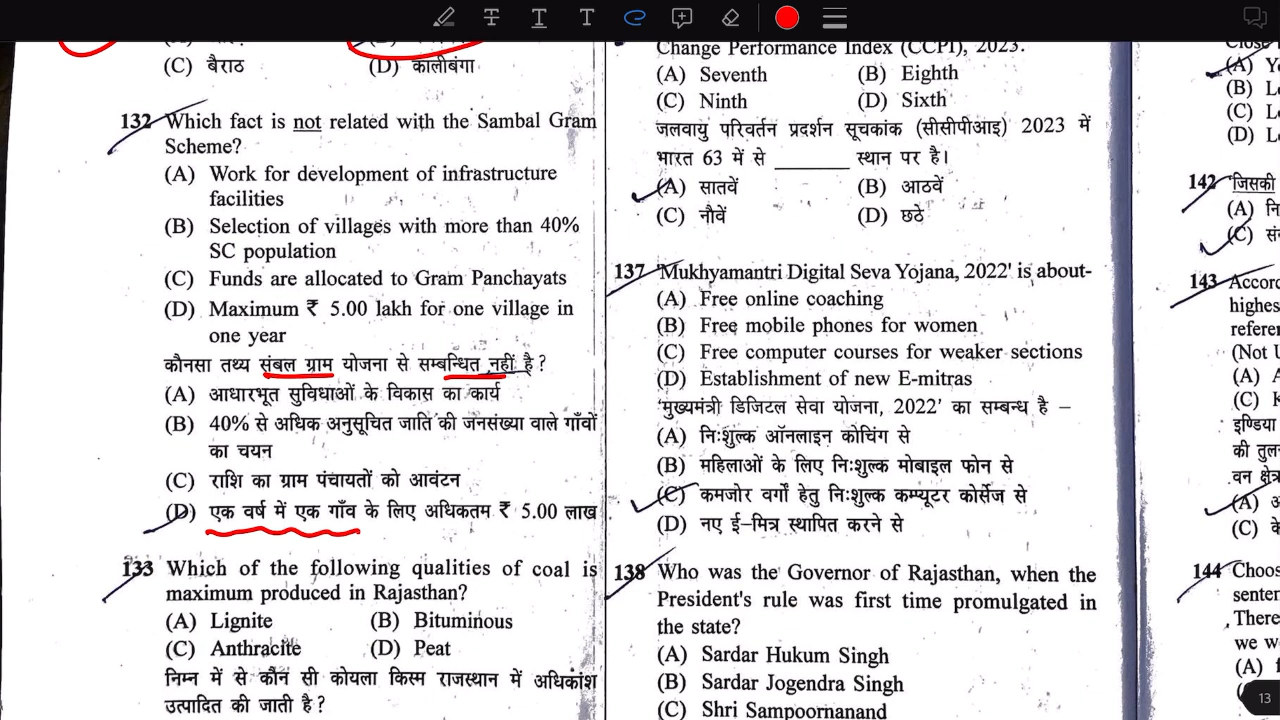 (C) बैराठ (D) कालीबंगा
132 Which fact is not related with the Sambal Gram
Scheme?
(A) Work for development of infrastructure
facilities
(B) Selection of villages with more than 40%
SC population
(C) Funds are allocated to Gram Panchayats
(D) Maximum ₹ 5.00 lakh for one village in
one year
कौनसा तथ्य संबल ग्राम योजना से सम्बन्धित नहीं है ?
(A) आधारभूत सुविधाओं के विकास का कार्य
(B) 40% से अधिक अनुसूचित जाति की जनसंख्या वाले गाँवों
का चयन
(C) राशि का ग्राम पंचायतों को आवंटन
(D) एक वर्ष में एक गाँव के लिए अधिकतम ₹ 5.00 लाख
133 Which of the following qualities of coal is
maximum produced in Rajasthan?
(A) Lignite (B) Bituminous
(C) Anthracite (D) Peat
निम्न में से कौन सी कोयला किस्म राजस्थान में अधिकांश
उत्पादित की जाती है ?
Change Performance Index (CCPI), 2023.
(A) Seventh (B) Eighth
(C) Ninth (D) Sixth
जलवायु परिवर्तन प्रदर्शन सूचकांक (सीसीपीआइ) 2023 में
भारत 63 में से ________ स्थान पर है।
(A) सातवें (B) आठवें
(C) नौवें (D) छठे
137 'Mukhyamantri Digital Seva Yojana, 2022' is about-
(A) Free online coaching
(B) Free mobile phones for women
(C) Free computer courses for weaker sections
(D) Establishment of new E-mitras
'मुख्यमंत्री डिजिटल सेवा योजना, 2022' का सम्बन्ध है –
(A) निःशुल्क ऑनलाइन कोचिंग से
(B) महिलाओं के लिए निःशुल्क मोबाइल फोन से
(C) कमजोर वर्गों हेतु निःशुल्क कम्प्यूटर कोर्सेज से
(D) नए ई-मित्र स्थापित करने से
138 Who was the Governor of Rajasthan, when the
President's rule was first time promulgated in
the state?
(A) Sardar Hukum Singh
(B) Sardar Jogendra Singh
(C) Shri Sampoornanand
(A)
(B)
(C)
(D)
142 जिसकी
(A)
(C)
143
highes
(Not
(A)
(C)
इण्डिया
की
वन
(A)
(C)
144
There
we
(A)
13